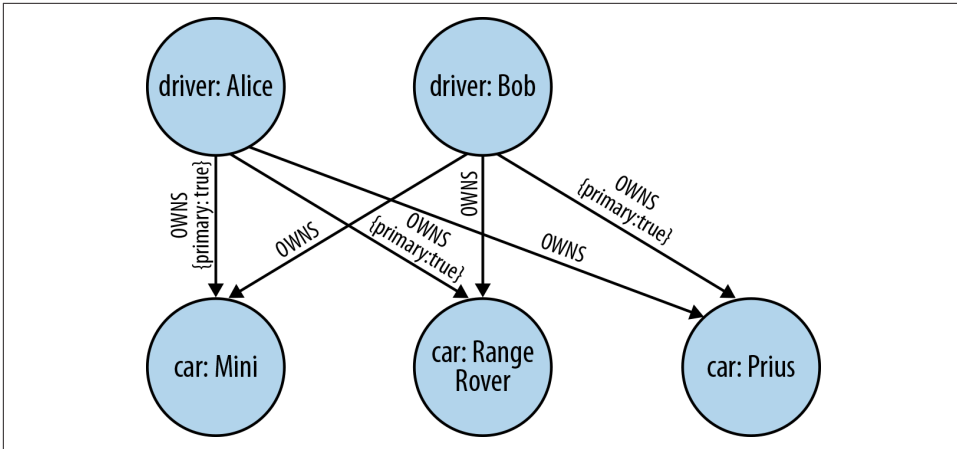 driver: Alice
driver: Bob
OWNS
{primary: true}
OWNS
OWNS
{primary:true}
OWNS
OWNS
OWNS
{primary:true}
car: Mini
car: Range
Rover
car: Prius